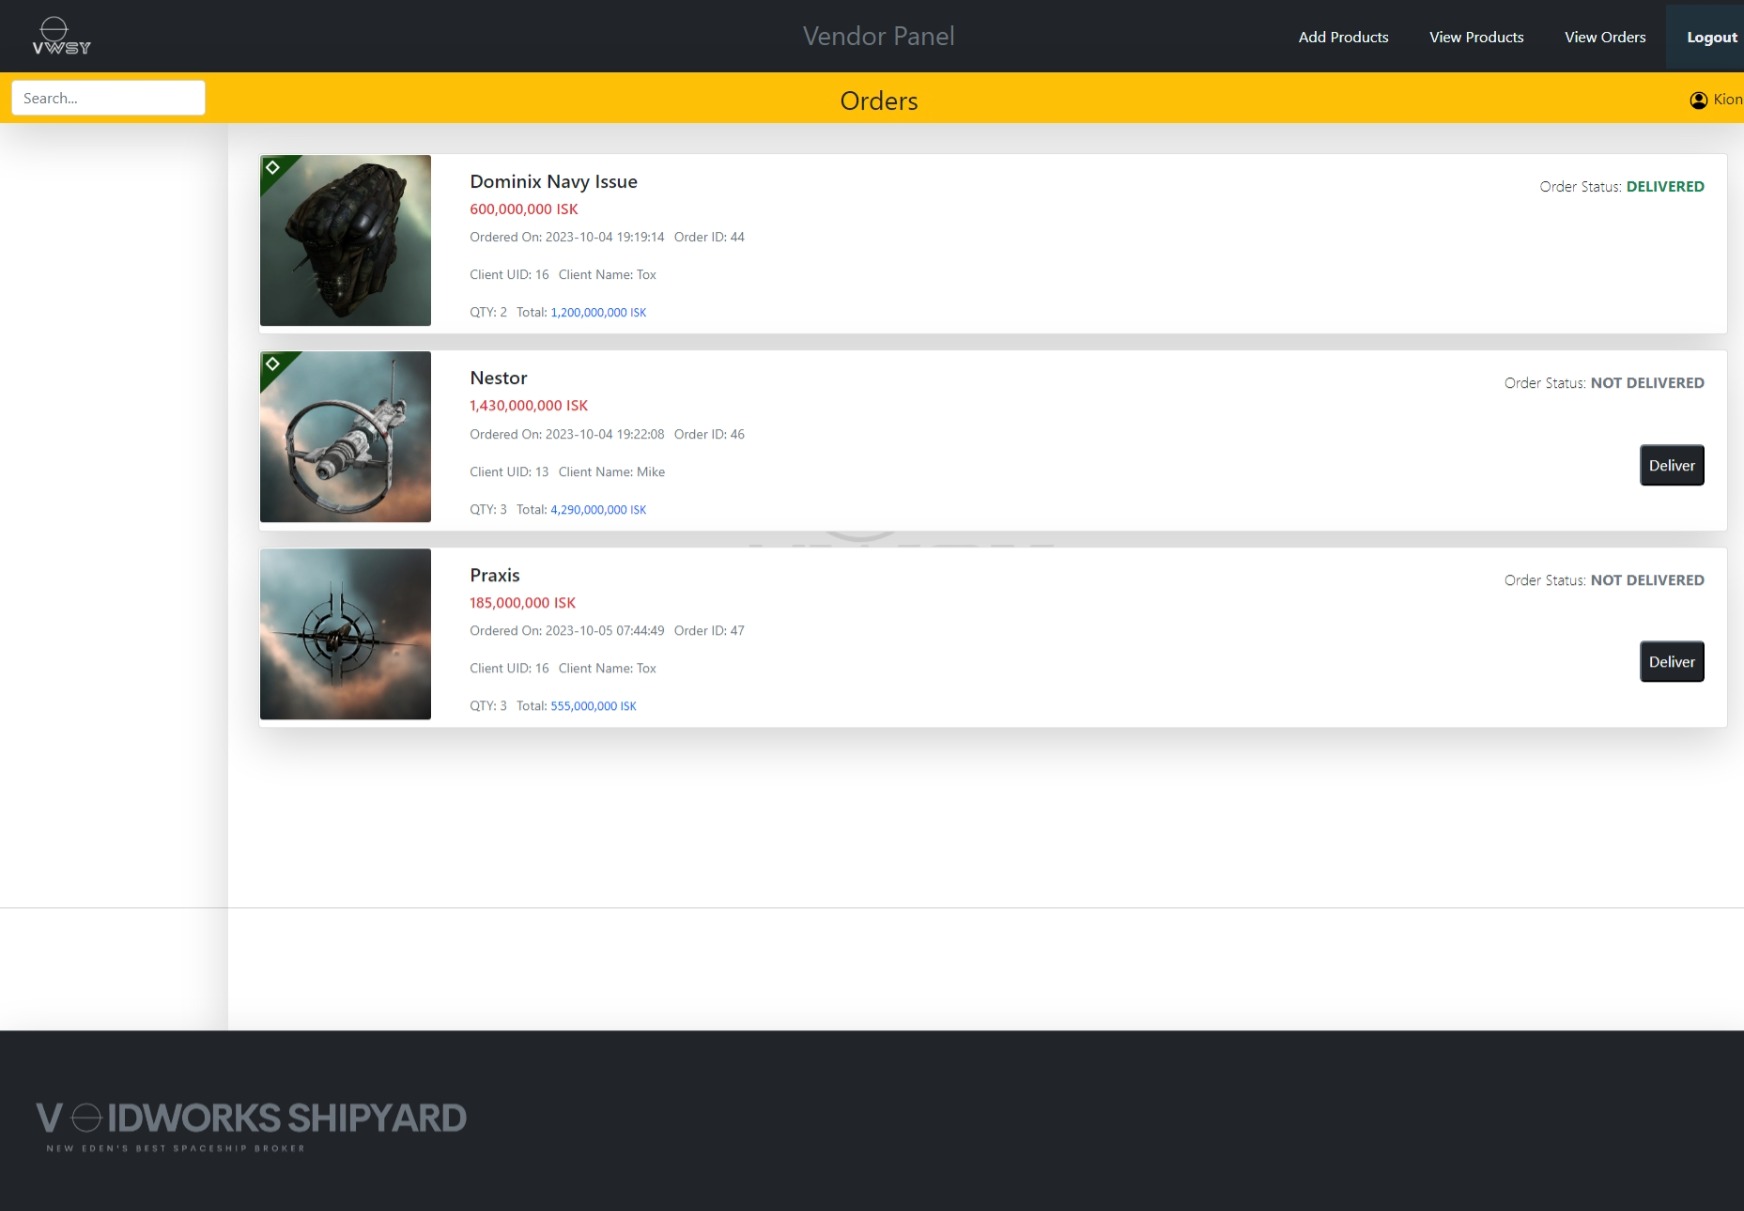 VWSY
Vendor Panel
Add Products
View Products
View Orders
Logout
Search...
Orders
Kion
Dominix Navy Issue
600,000,000 ISK
Ordered On: 2023-10-04 19:19:14 Order ID: 44
Client UID: 16 Client Name: Tox
QTY: 2 Total: 1,200,000,000 ISK
Order Status: DELIVERED
Nestor
1,430,000,000 ISK
Ordered On: 2023-10-04 19:22:08 Order ID: 46
Client UID: 13 Client Name: Mike
QTY: 3 Total: 4,290,000,000 ISK
Order Status: NOT DELIVERED
Deliver
Praxis
185,000,000 ISK
Ordered On: 2023-10-05 07:44:49 Order ID: 47
Client UID: 16 Client Name: Tox
QTY: 3 Total: 555,000,000 ISK
Order Status: NOT DELIVERED
Deliver
VOIDWORKS SHIPYARD
NEW EDEN'S BEST SPACESHIP BROKER